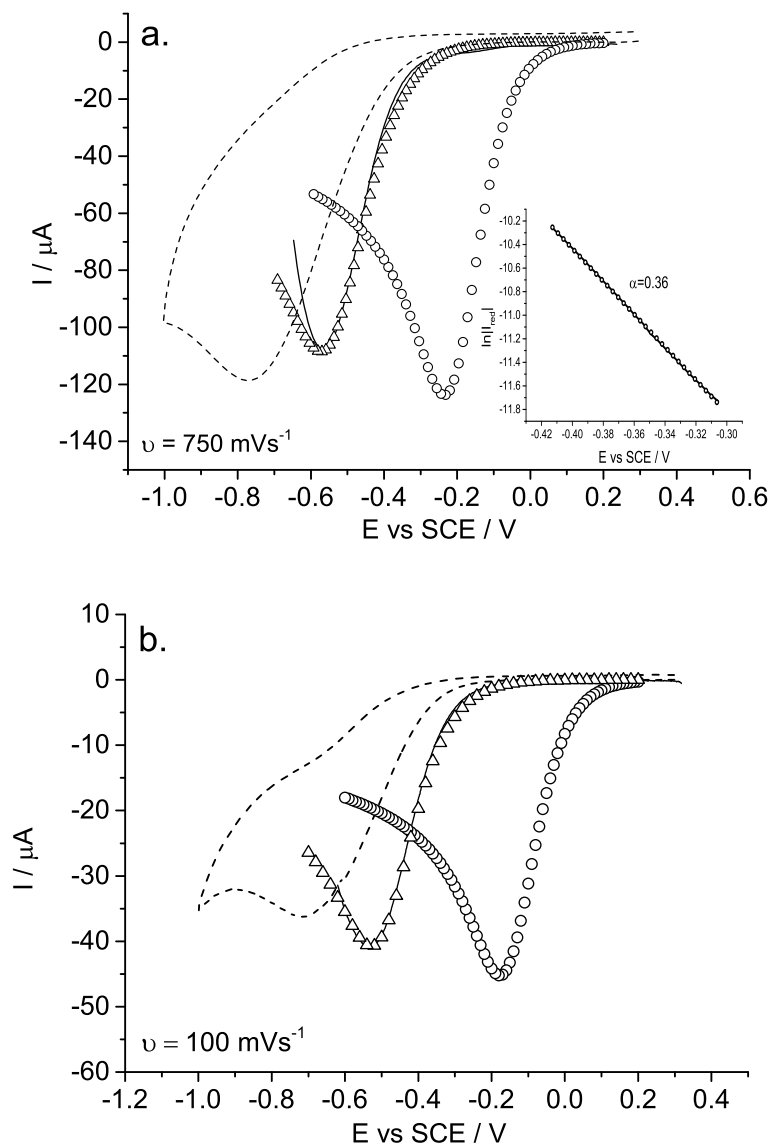 a.
0
-20
-40
-60
-80
-100
-120
-140
I / μA
υ = 750 mVs⁻¹
-1.0 -0.8 -0.6 -0.4 -0.2 0.0 0.2 0.4 0.6
E vs SCE / V
-10.2
-10.4
-10.6
-10.8
-11.0
-11.2
-11.4
-11.6
-11.8
ln|I_red|
α=0.36
-0.42 -0.40 -0.38 -0.36 -0.34 -0.32 -0.30
E vs SCE / V
b.
10
0
-10
-20
-30
-40
-50
-60
I / μA
υ = 100 mVs⁻¹
-1.2 -1.0 -0.8 -0.6 -0.4 -0.2 0.0 0.2 0.4
E vs SCE / V